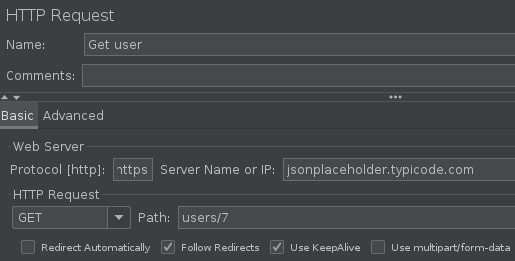 HTTP Request
Name: Get user
Comments:
Basic Advanced
Web Server
Protocol [http]: https Server Name or IP: jsonplaceholder.typicode.com
HTTP Request
GET Path: users/7
Redirect Automatically Follow Redirects Use KeepAlive Use multipart/form-data